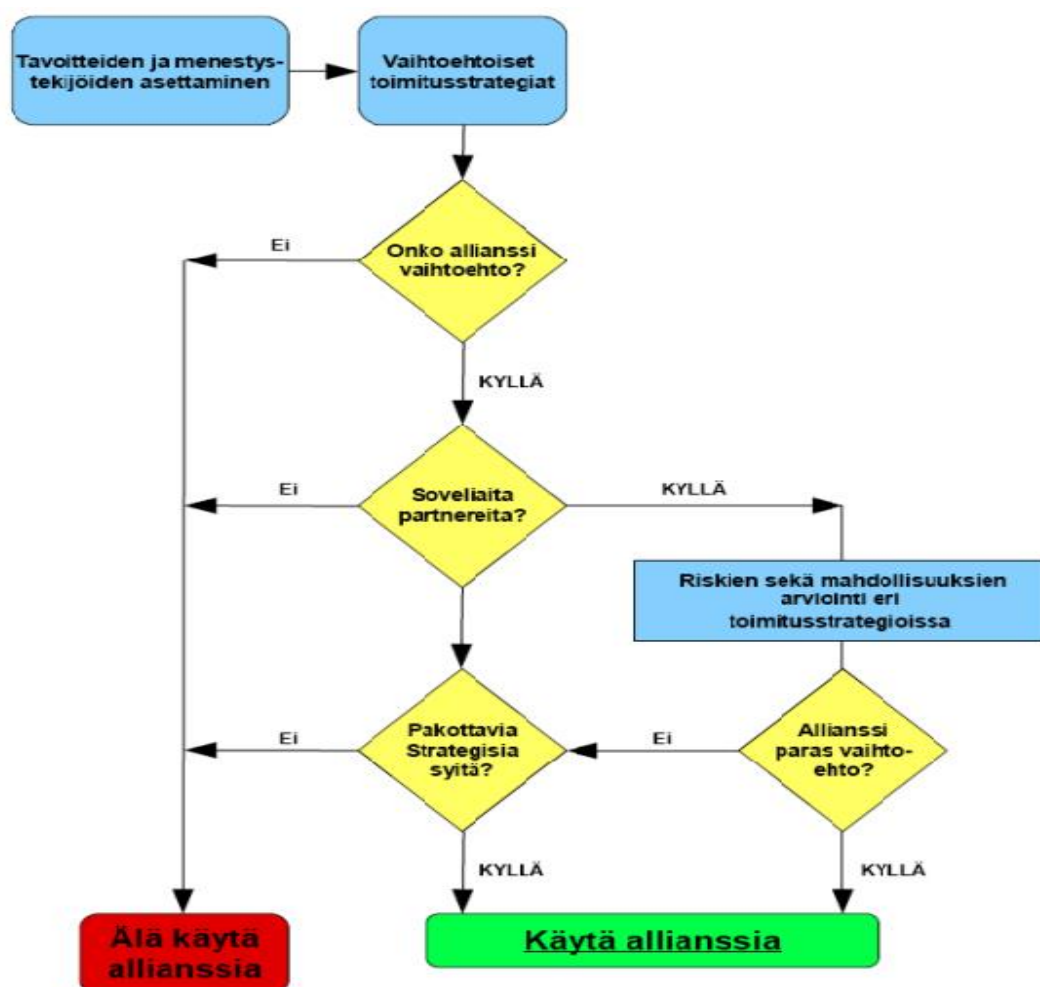 Tavoitteiden ja menestys-
tekijöiden asettaminen
Vaihtoehtoiset
toimitusstrategiat
Onko allianssi
vaihtoehto?
Ei
KYLLÄ
Soveliaita
partnereita?
Ei
KYLLÄ
Riskien sekä mahdollisuuksien
arviointi eri
toimitusstrategioissa
Pakottavia
Strategisia
syitä?
Ei
Ei
Allianssi
paras vaihto-
ehto?
KYLLÄ
KYLLÄ
Älä käytä
allianssia
Käytä allianssia